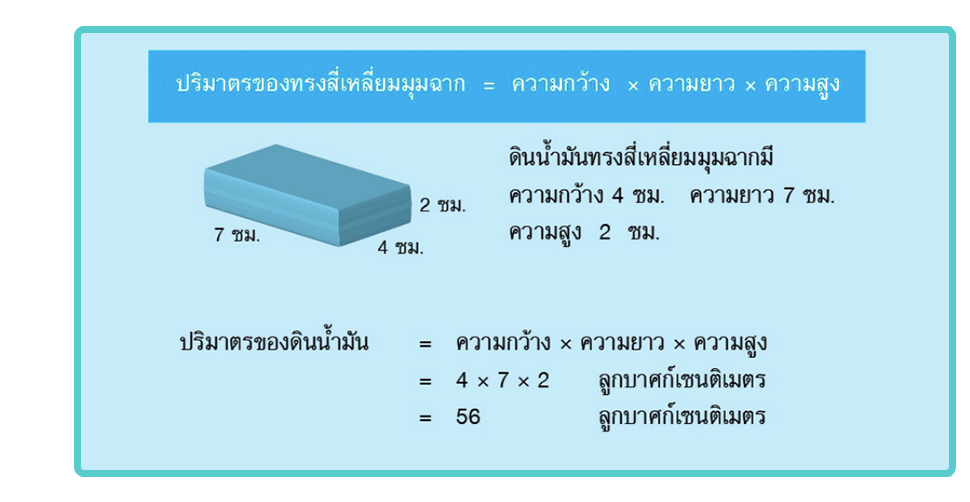 ปริมาตรของทรงสี่เหลี่ยมมุมฉาก = ความกว้าง × ความยาว × ความสูง
ดินน้ำมันทรงสี่เหลี่ยมมุมฉากมี
ความกว้าง 4 ซม. ความยาว 7 ซม.
ความสูง 2 ซม.
2 ซม.
7 ซม.
4 ซม.
ปริมาตรของดินน้ำมัน = ความกว้าง × ความยาว × ความสูง
= 4 × 7 × 2 ลูกบาศก์เซนติเมตร
= 56 ลูกบาศก์เซนติเมตร